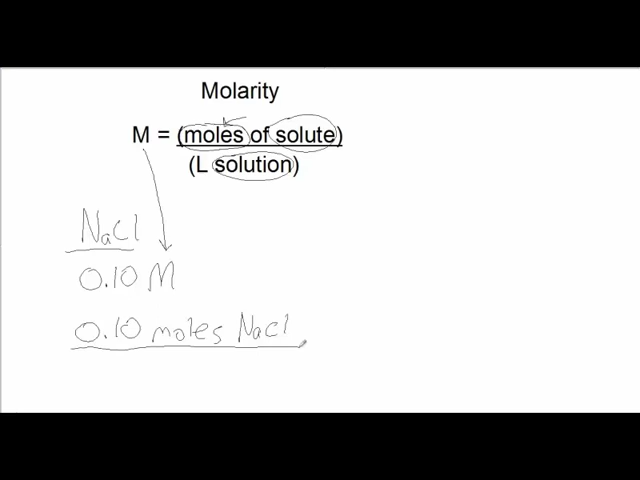 Molarity
M = (moles of solute)
(L solution)
NaCl
0.10 M
0.10 moles NaCl